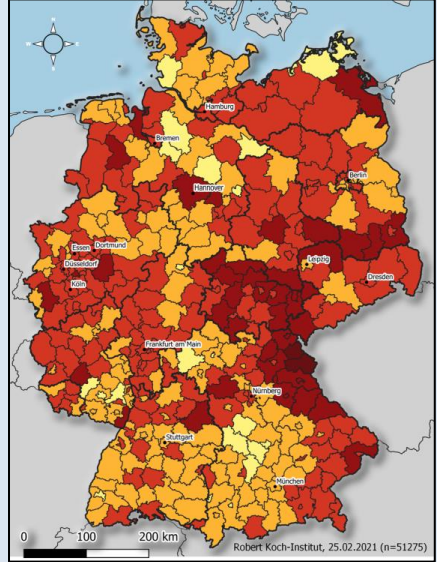 Hamburg
Bremen
Berlin
Hannover
Essen
Dortmund
Düsseldorf
Leipzig
Köln
Dresden
Frankfurt am Main
Nürnberg
Stuttgart
München
0 100 200 km
Robert Koch-Institut, 25.02.2021 (n=51275)